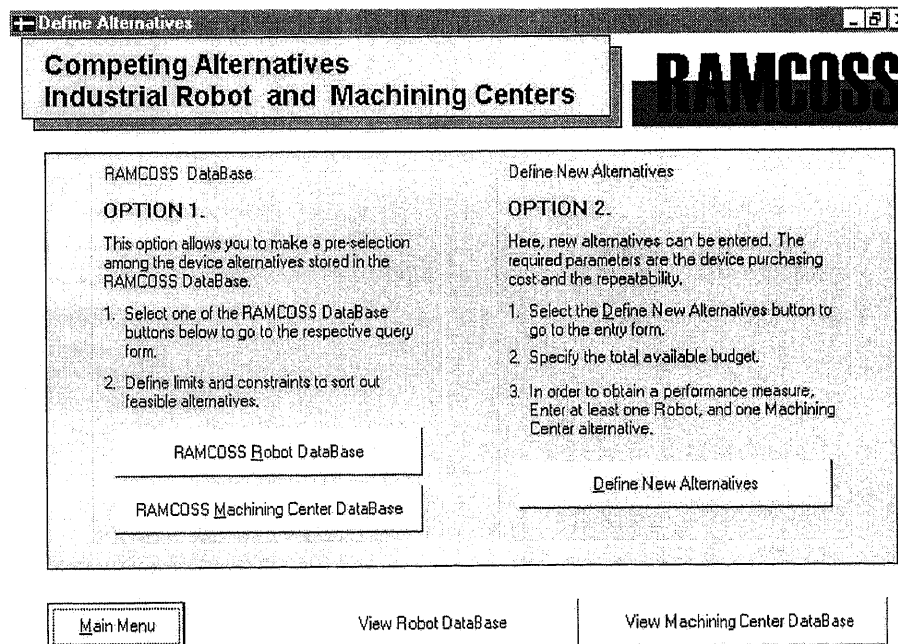 Define Alternatives
Competing Alternatives
Industrial Robot and Machining Centers
RAMCOSS
RAMCOSS DataBase
OPTION 1.
This option allows you to make a pre-selection
among the device alternatives stored in the
RAMCOSS DataBase.
1. Select one of the RAMCOSS DataBase
buttons below to go to the respective query
form.
2. Define limits and constraints to sort out
feasible alternatives.
RAMCOSS Robot DataBase
RAMCOSS Machining Center DataBase
Define New Alternatives
OPTION 2.
Here, new alternatives can be entered. The
required parameters are the device purchasing
cost and the repeatability.
1. Select the Define New Alternatives button to
go to the entry form.
2. Specify the total available budget.
3. In order to obtain a performance measure,
Enter at least one Robot, and one Machining
Center alternative.
Define New Alternatives
Main Menu
View Robot DataBase
View Machining Center DataBase